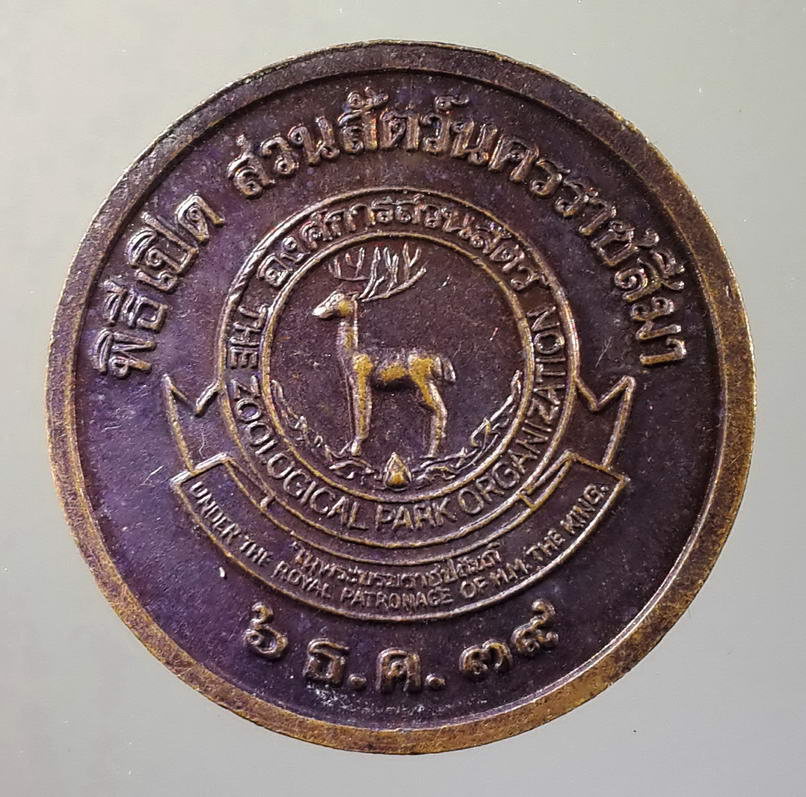 พิธีเปิด สวนสัตว์นครราชสีมา
องค์การสวนสัตว์
THE ZOOLOGICAL PARK ORGANIZATION
ในพระบรมราชูปถัมภ์
UNDER THE ROYAL PATRONAGE OF H.M. THE KING.
๖ ธ.ค. ๓๙